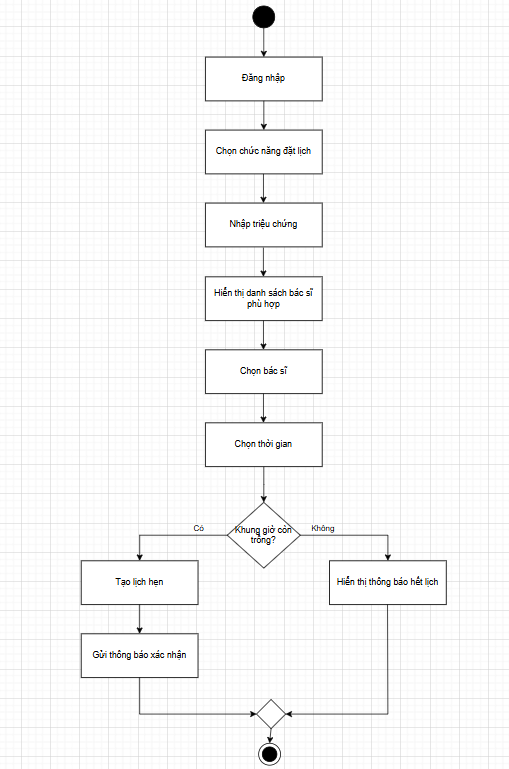 Đăng nhập
Chọn chức năng đặt lịch
Nhập triệu chứng
Hiển thị danh sách bác sĩ
phù hợp
Chọn bác sĩ
Chọn thời gian
Có
Khung giờ còn
trống?
Không
Tạo lịch hẹn
Hiển thị thông báo hết lịch
Gửi thông báo xác nhận